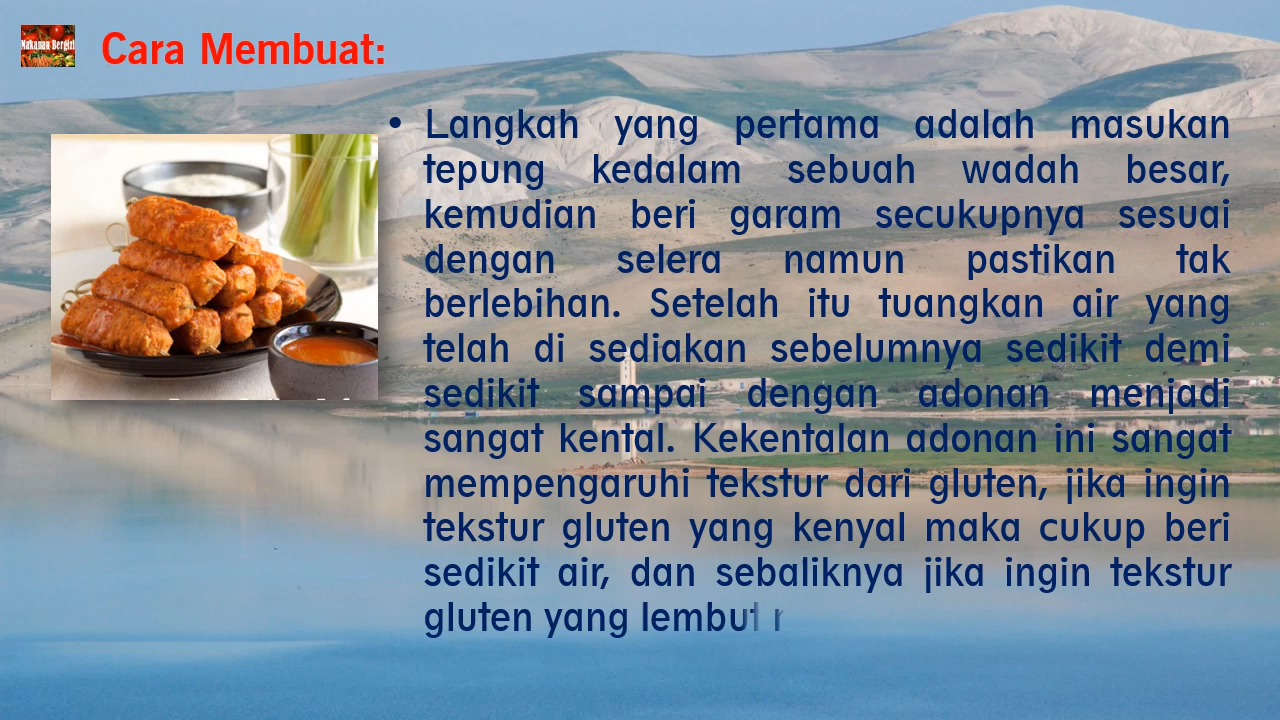 Makanan Bergizi
Cara Membuat:
• Langkah yang pertama adalah masukan
tepung kedalam sebuah wadah besar,
kemudian beri garam secukupnya sesuai
dengan selera namun pastikan tak
berlebihan. Setelah itu tuangkan air yang
telah di sediakan sebelumnya sedikit demi
sedikit sampai dengan adonan menjadi
sangat kental. Kekentalan adonan ini sangat
mempengaruhi tekstur dari gluten, jika ingin
tekstur gluten yang kenyal maka cukup beri
sedikit air, dan sebaliknya jika ingin tekstur
gluten yang lembut